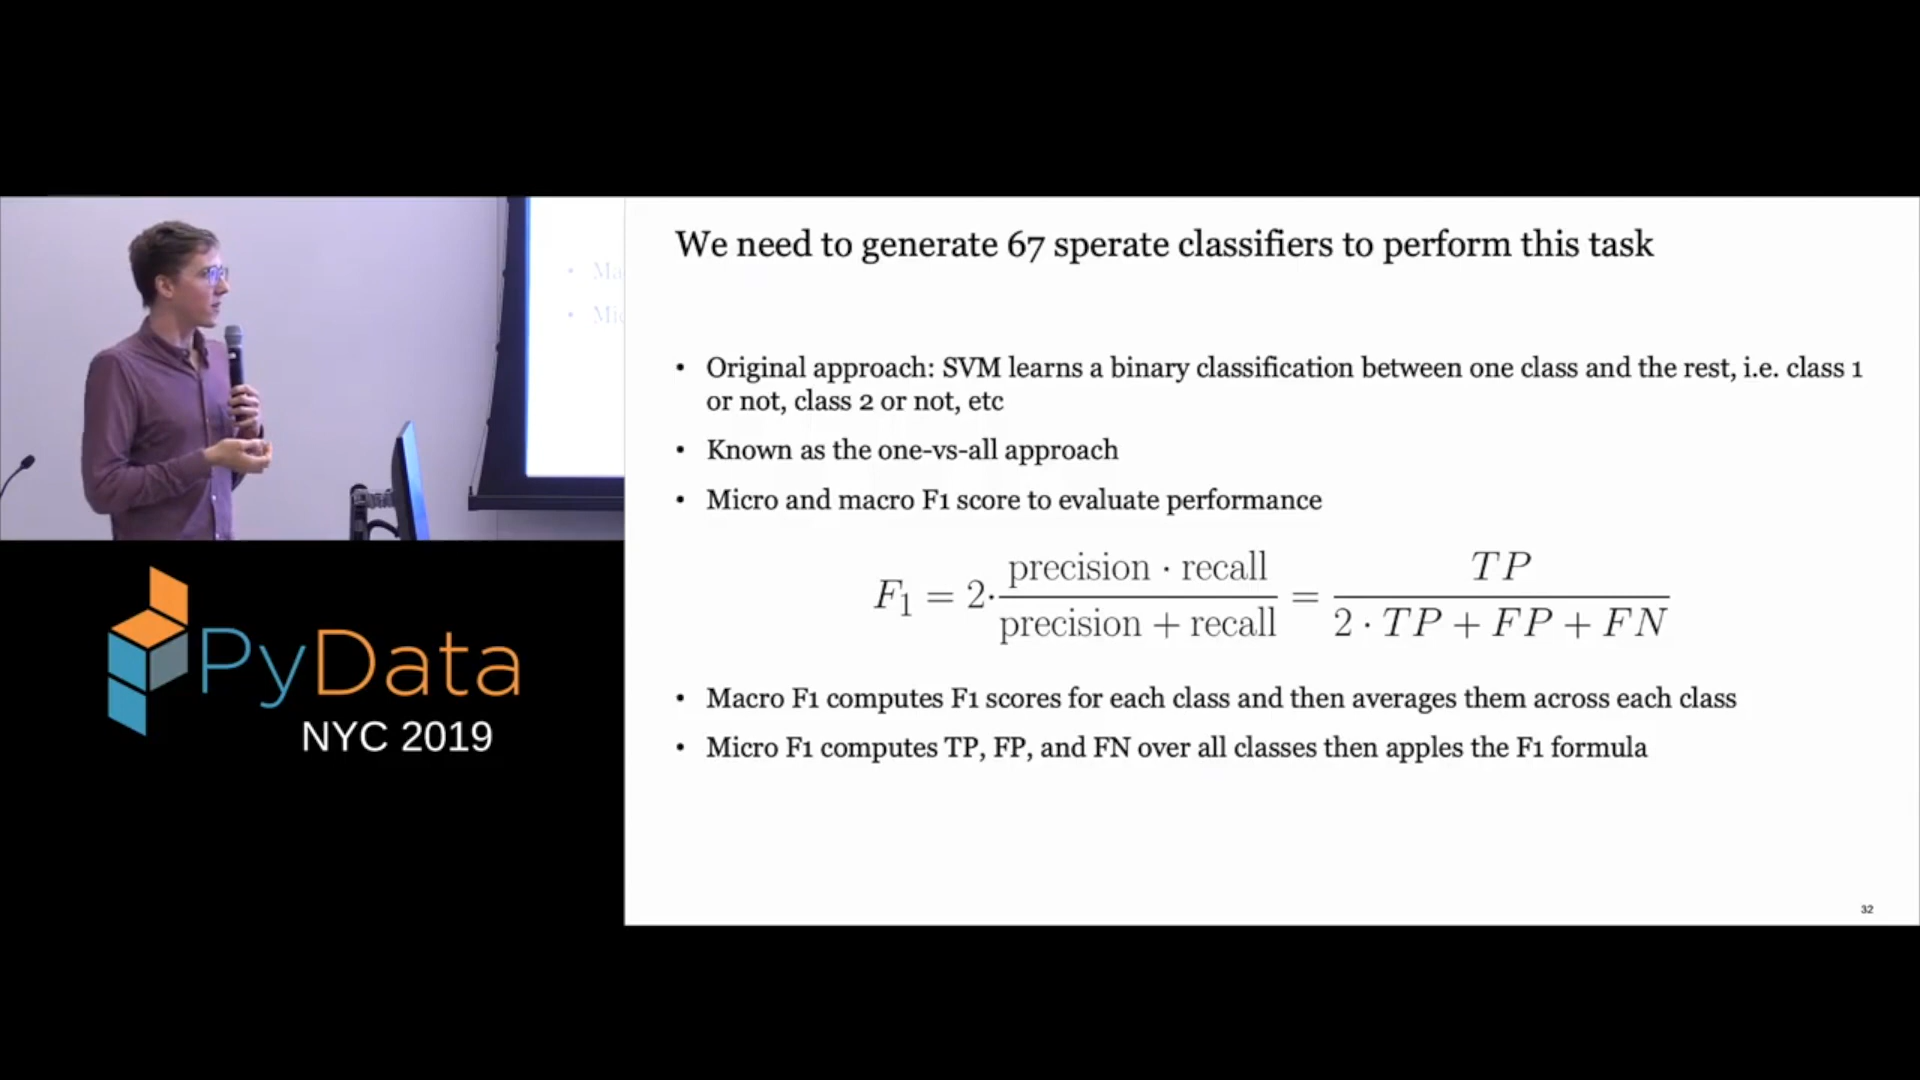 We need to generate 67 sperate classifiers to perform this task
• Original approach: SVM learns a binary classification between one class and the rest, i.e. class 1
or not, class 2 or not, etc
• Known as the one-vs-all approach
• Micro and macro F1 score to evaluate performance
F₁ = 2· precision · recall / precision + recall = TP / 2 · TP + FP + FN
• Macro F1 computes F1 scores for each class and then averages them across each class
• Micro F1 computes TP, FP, and FN over all classes then apples the F1 formula
32
• Ma
• Mic
PyData
NYC 2019